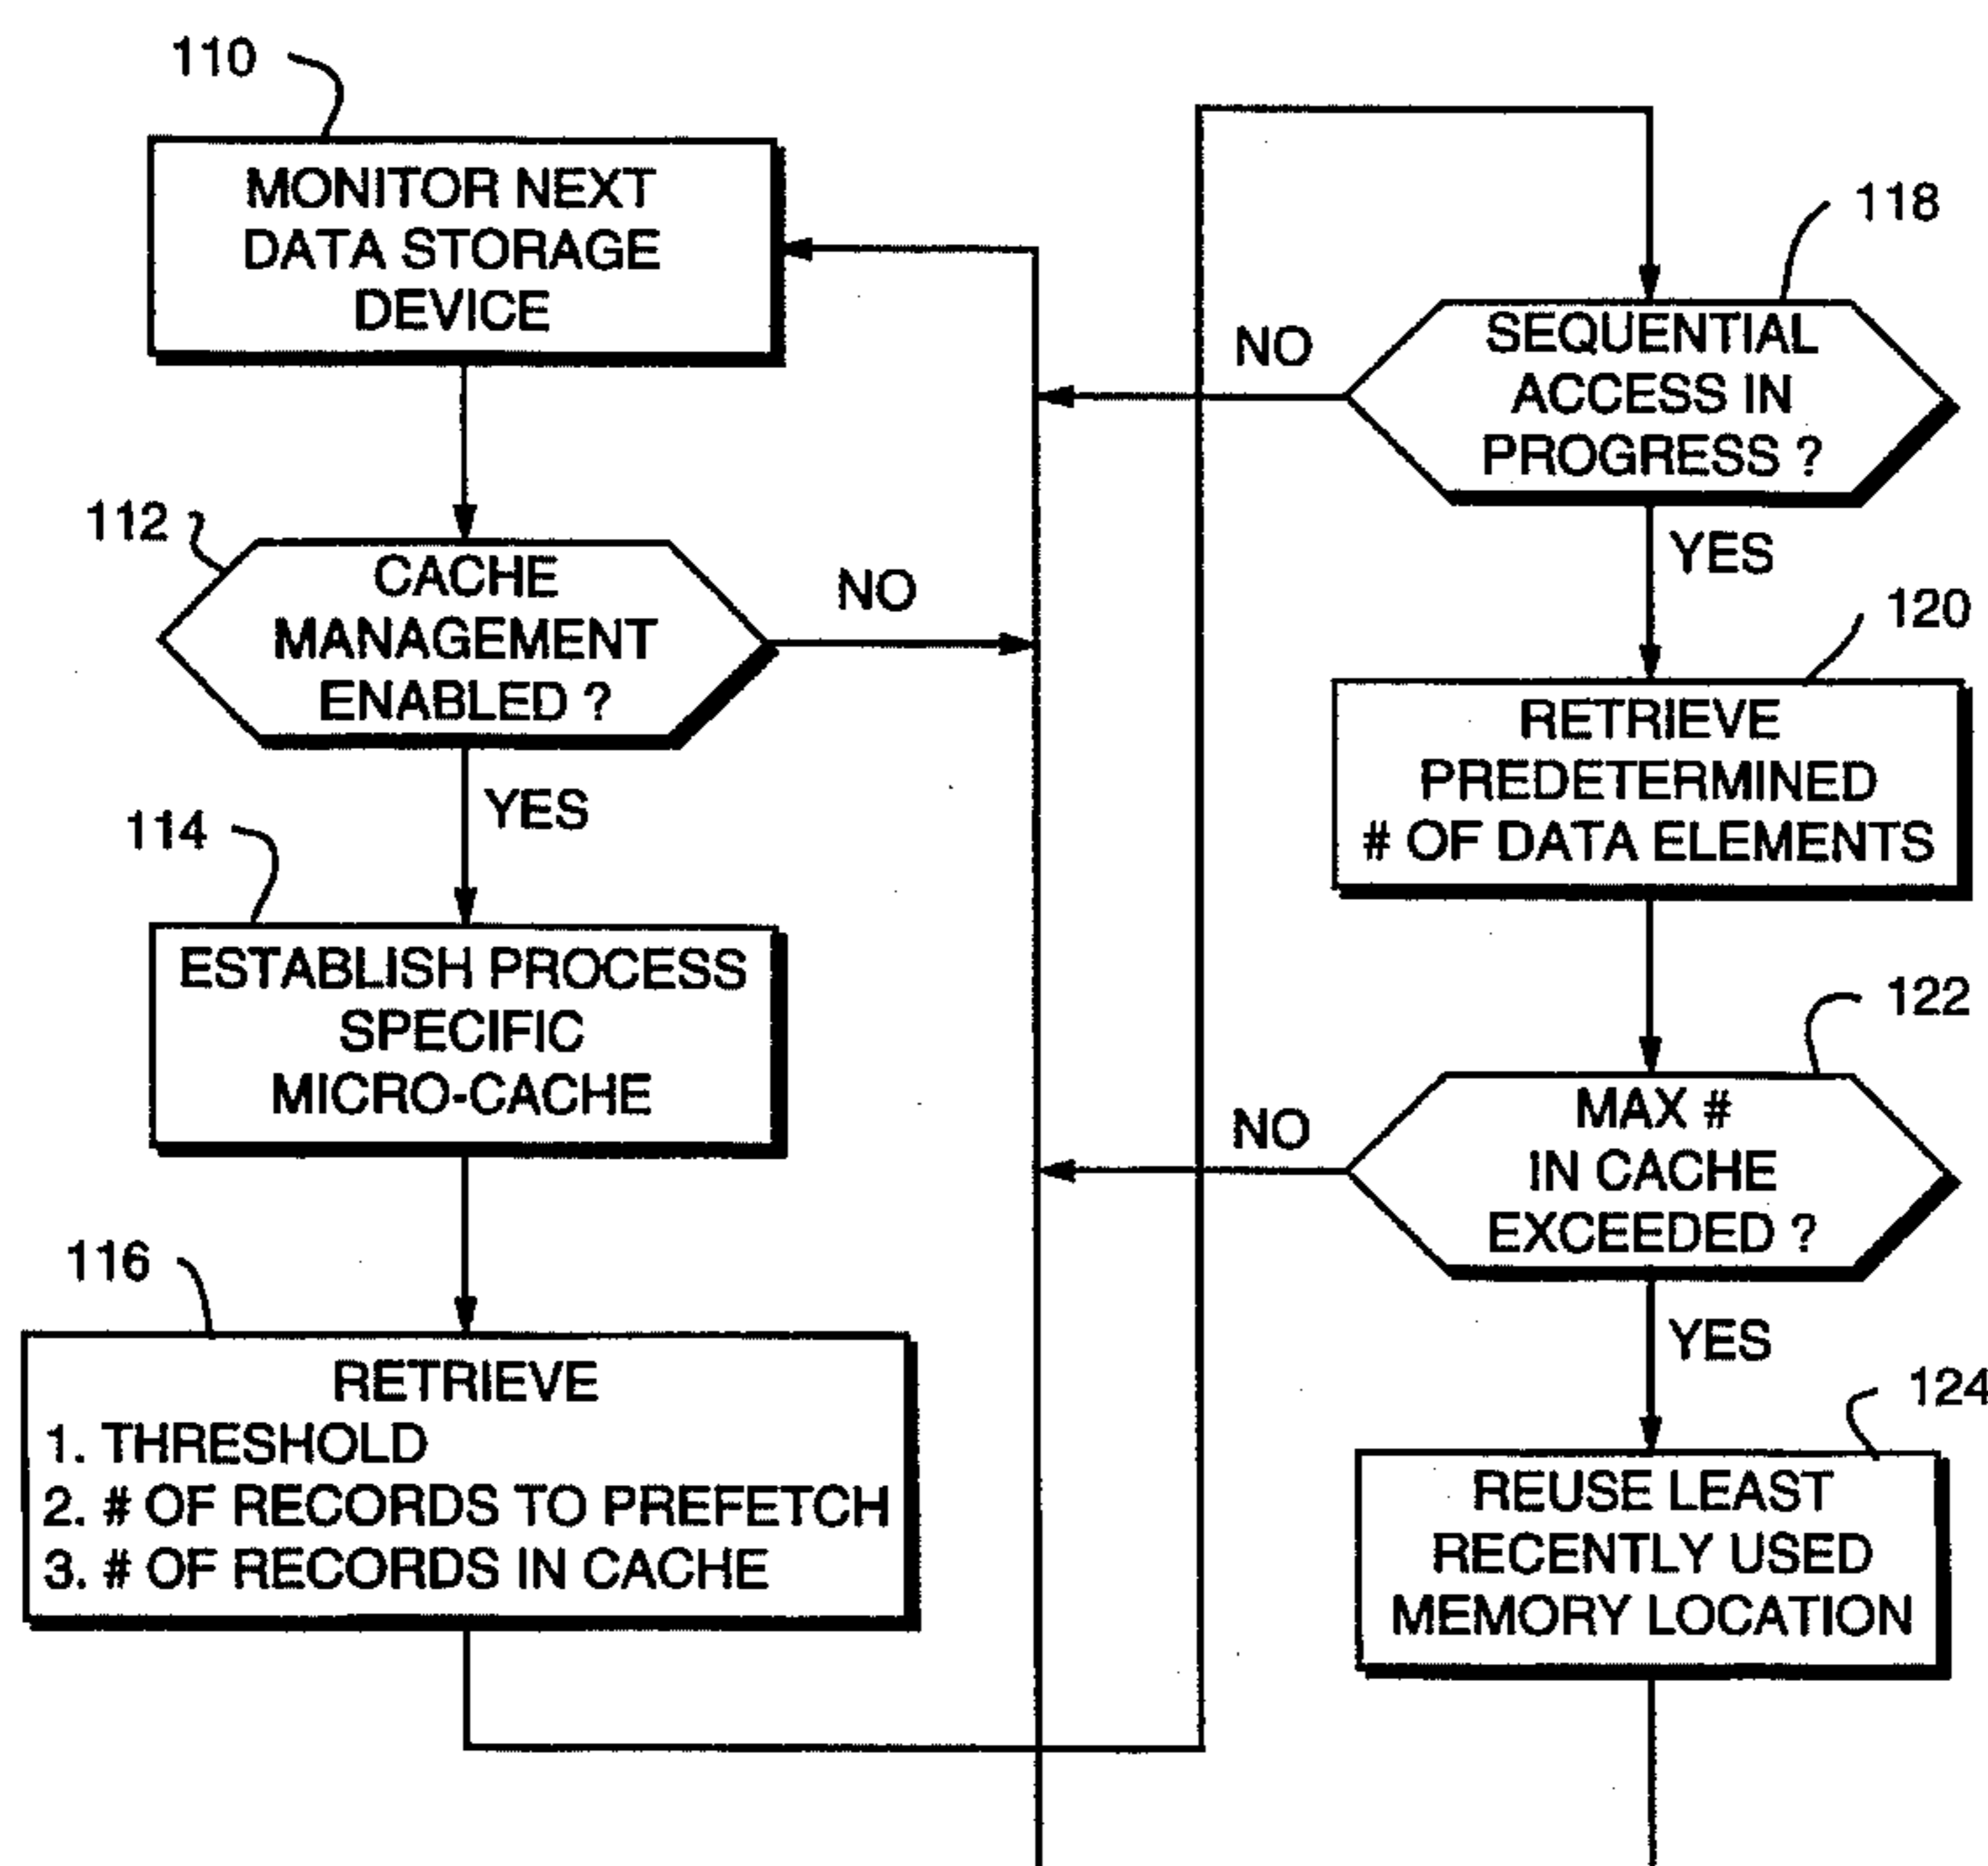 110
MONITOR NEXT
DATA STORAGE
DEVICE
112
CACHE
MANAGEMENT
ENABLED ?
NO
YES
114
ESTABLISH PROCESS
SPECIFIC
MICRO-CACHE
116
RETRIEVE
1. THRESHOLD
2. # OF RECORDS TO PREFETCH
3. # OF RECORDS IN CACHE
118
SEQUENTIAL
ACCESS IN
PROGRESS ?
NO
YES
120
RETRIEVE
PREDETERMINED
# OF DATA ELEMENTS
122
MAX #
IN CACHE
EXCEEDED ?
NO
YES
124
REUSE LEAST
RECENTLY USED
MEMORY LOCATION